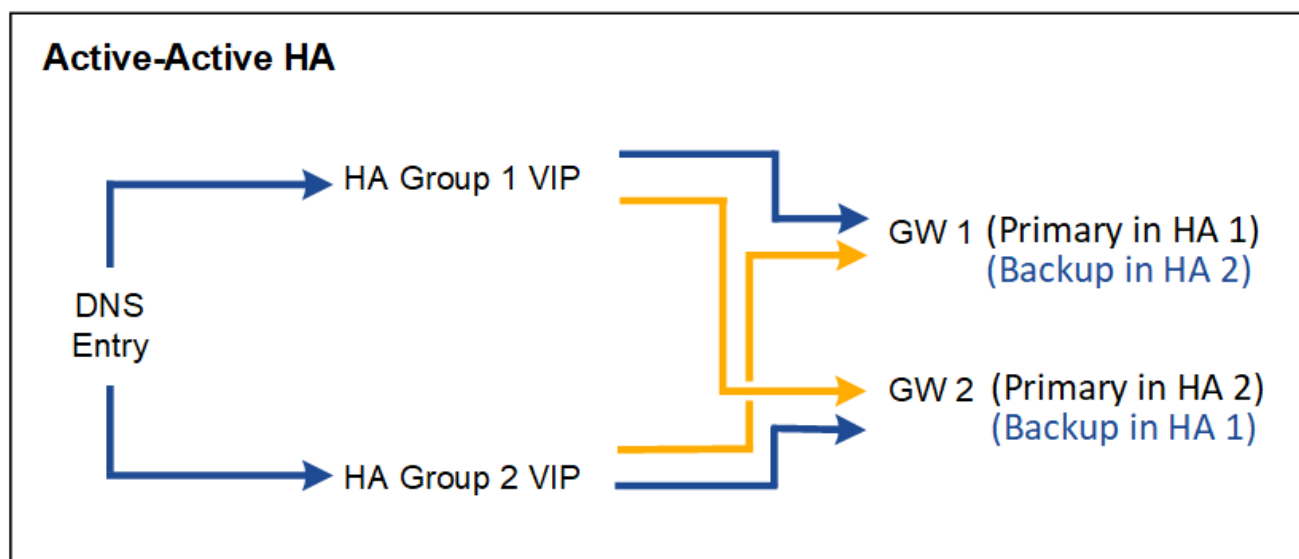 Active-Active HA
HA Group 1 VIP
GW 1 (Primary in HA 1)
(Backup in HA 2)
DNS
Entry
GW 2 (Primary in HA 2)
(Backup in HA 1)
HA Group 2 VIP